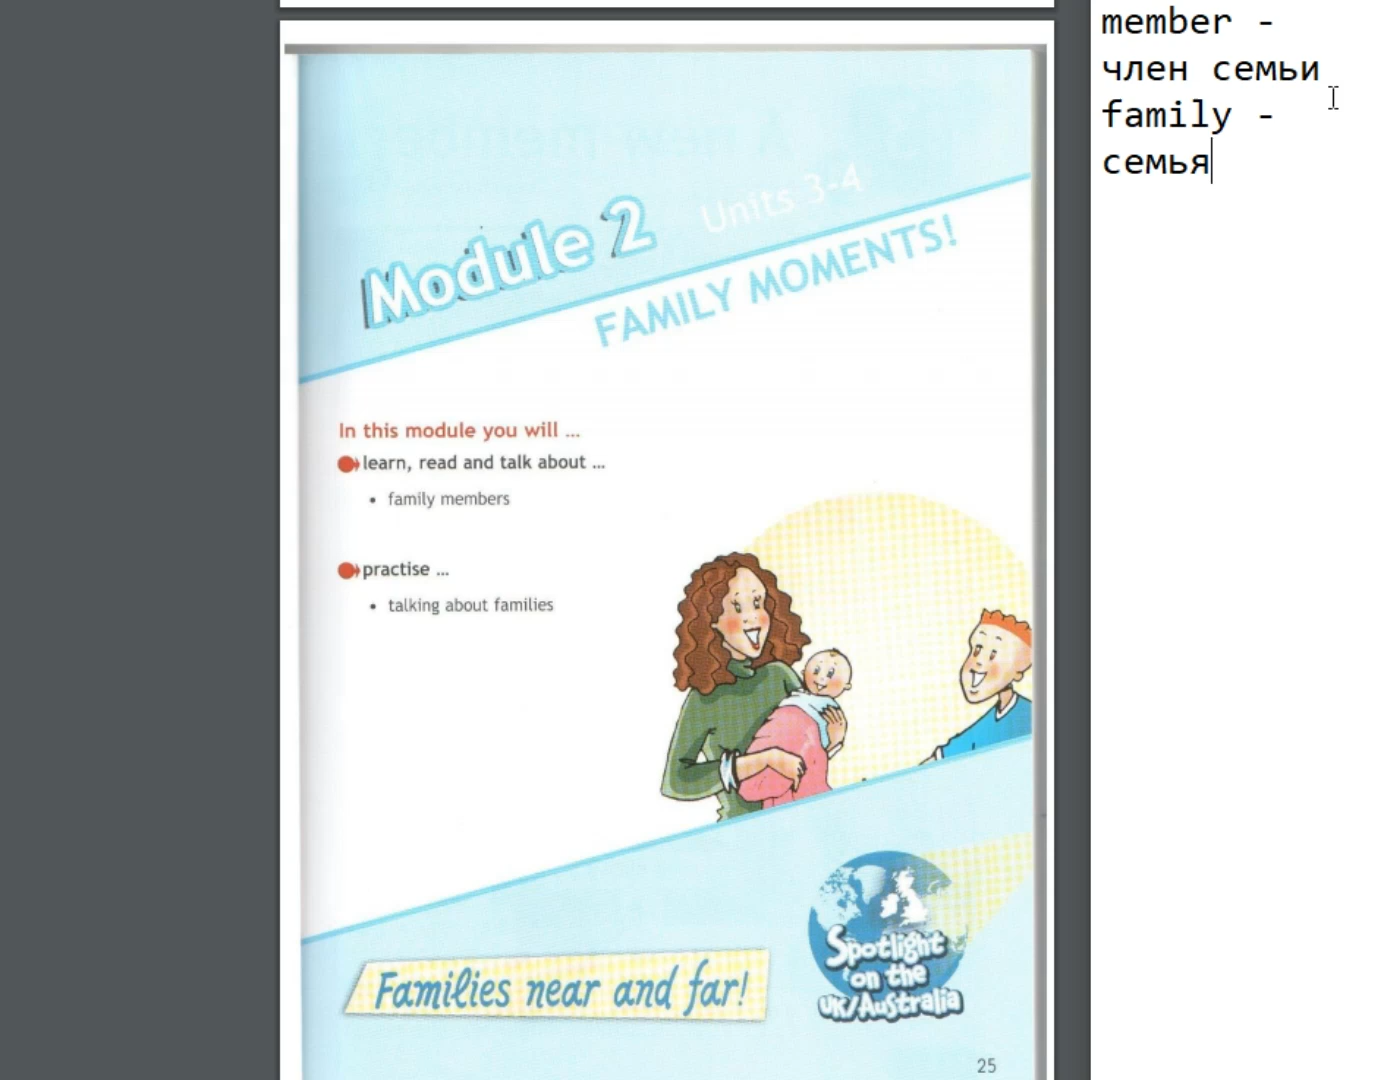 Module 2
Units 3-4
FAMILY MOMENTS!
In this module you will ...
learn, read and talk about ...
• family members
practise ...
• talking about families
Families near and far!
Spotlight
on the
UK/Australia
25
member -
член семьи
family -
семья